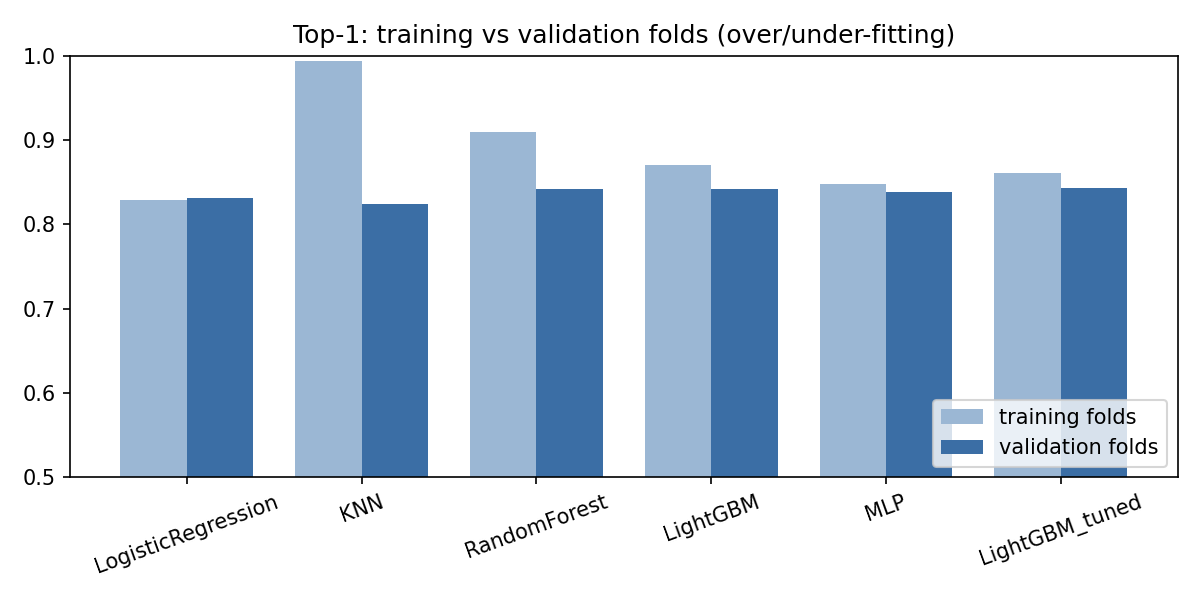 Top-1: training vs validation folds (over/under-fitting)
1.0
0.9
0.8
0.7
0.6
0.5
training folds
validation folds
LogisticRegression
KNN
RandomForest
LightGBM
MLP
LightGBM_tuned